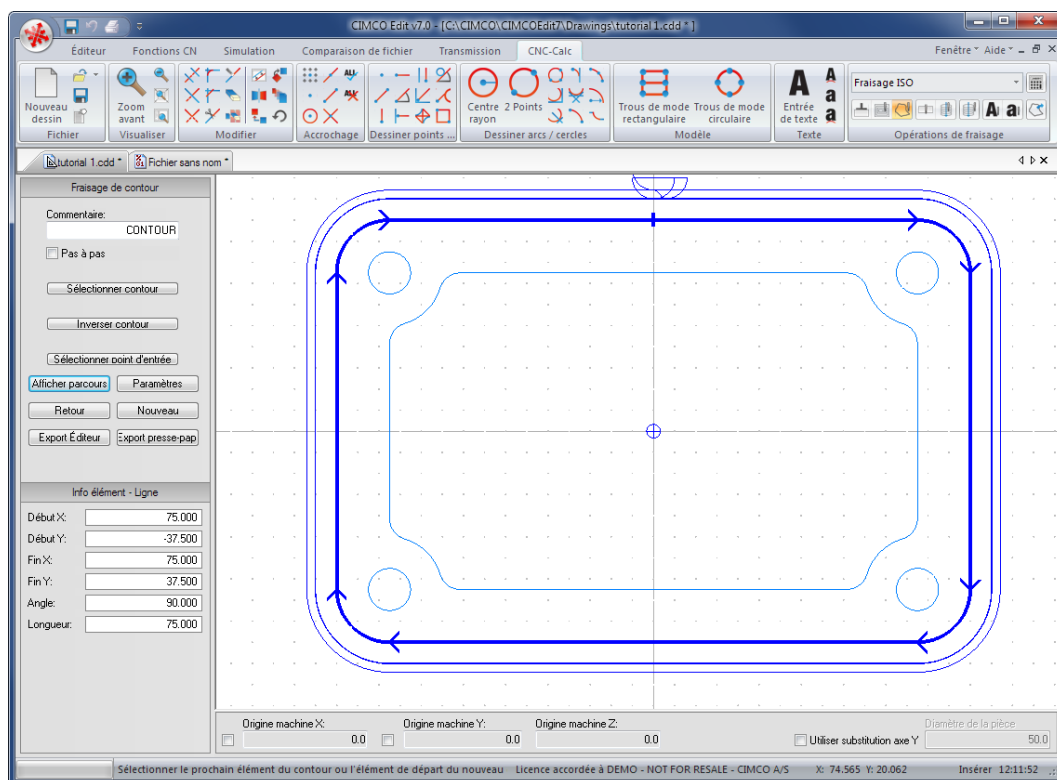 CIMCO Edit v7.0 - [C:\CIMCO\CIMCOEdit7\Drawings\tutorial 1.cdd * ]
Éditeur Fonctions CN Simulation Comparaison de fichier Transmission CNC-Calc Fenêtre Aide
Nouveau dessin
Fichier
Zoom avant
Visualiser
Modifier
ALL
ALL
Accrochage
Dessiner points ...
Centre rayon
2 Points
Dessiner arcs / cercles
Trous de mode rectangulaire
Trous de mode circulaire
Modèle
A
Entrée de texte
A
a
a
Texte
Fraisage ISO
A a
Opérations de fraisage
tutorial 1.cdd * Fichier sans nom *
Fraisage de contour
Commentaire:
CONTOUR
Pas à pas
Sélectionner contour
Inverser contour
Sélectionner point d'entrée
Afficher parcours Paramètres
Retour Nouveau
Export Éditeur Export presse-pap
Info élément - Ligne
Début X: 75.000
Début Y: -37.500
Fin X: 75.000
Fin Y: 37.500
Angle: 90.000
Longueur: 75.000
Origine machine X: Origine machine Y: Origine machine Z: Diamètre de la pièce
0.0 0.0 0.0 Utiliser substitution axe Y 50.0
Sélectionner le prochain élément du contour ou l'élément de départ du nouveau Licence accordée à DEMO - NOT FOR RESALE - CIMCO A/S X: 74.565 Y: 20.062 Insérer 12:11:52